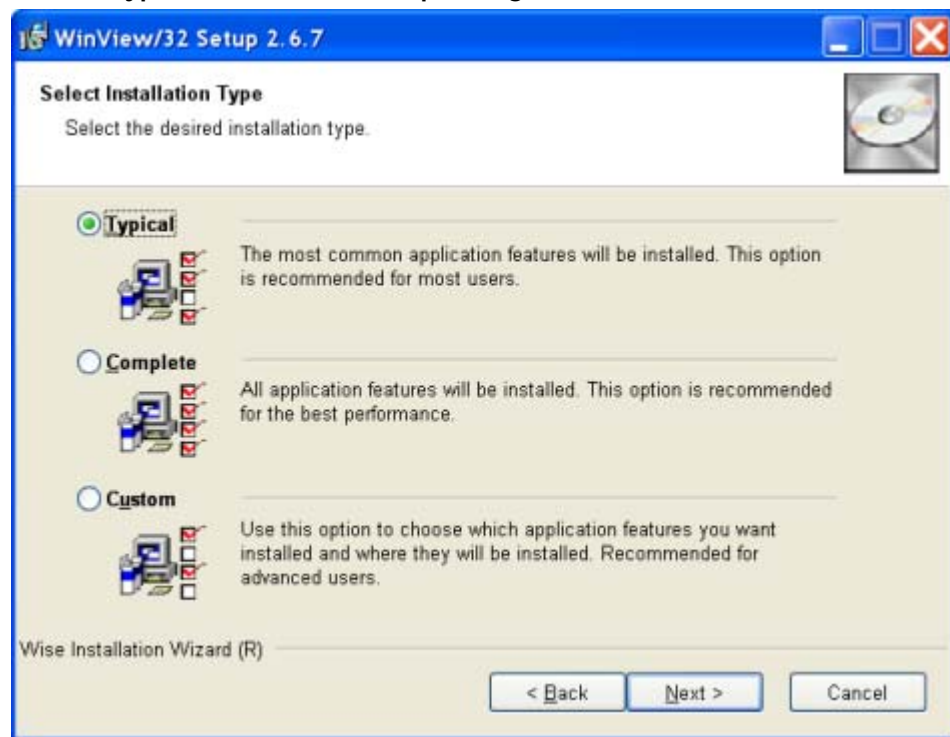 WinView/32 Setup 2.6.7
Select Installation Type
Select the desired installation type.
Typical
The most common application features will be installed. This option
is recommended for most users.
Complete
All application features will be installed. This option is recommended
for the best performance.
Custom
Use this option to choose which application features you want
installed and where they will be installed. Recommended for
advanced users.
Wise Installation Wizard (R)
< Back Next > Cancel